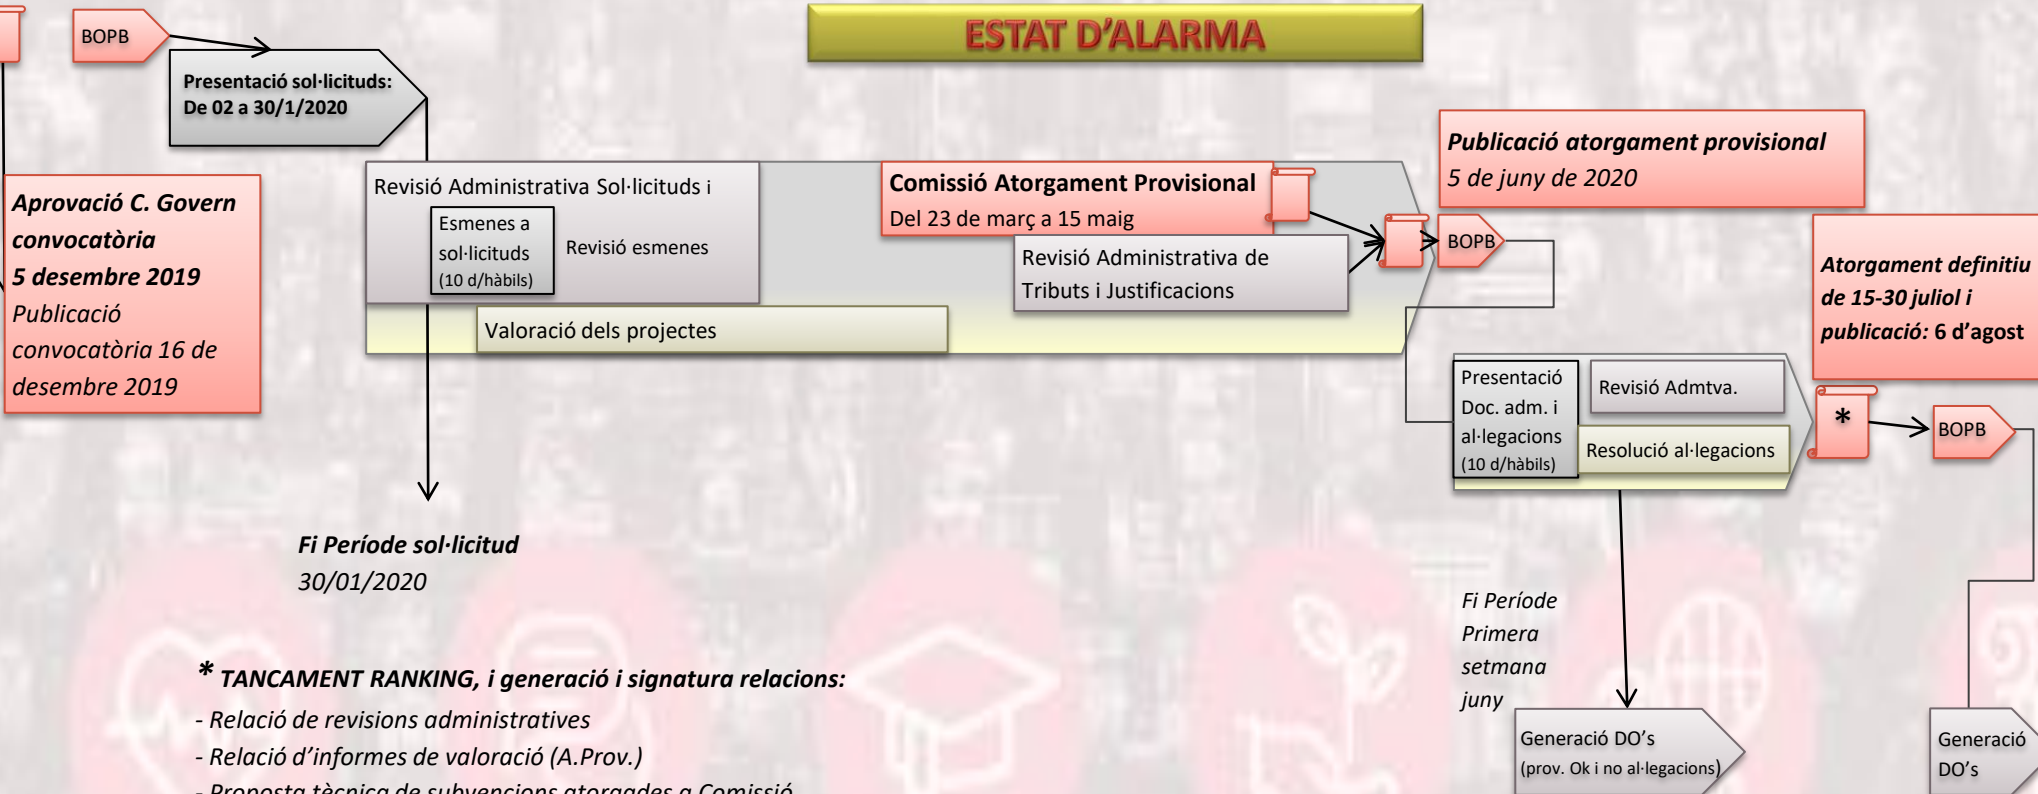 ESTAT D'ALARMA
BOPB
Presentació sol·licituds:
De 02 a 30/1/2020
Aprovació C. Govern
convocatòria
5 desembre 2019
Publicació
convocatòria 16 de
desembre 2019
Revisió Administrativa Sol·licituds i
Esmenes a
sol·licituds
(10 d/hàbils)
Revisió esmenes
Valoració dels projectes
Comissió Atorgament Provisional
Del 23 de març a 15 maig
Revisió Administrativa de
Tributs i Justificacions
Publicació atorgament provisional
5 de juny de 2020
BOPB
Atorgament definitiu
de 15-30 juliol i
publicació: 6 d'agost
Presentació
Doc. adm. i
al·legacions
(10 d/hàbils)
Revisió Admtva.
Resolució al·legacions
*
BOPB
Fi Període sol·licitud
30/01/2020
Fi Període
Primera
setmana
juny
Generació DO's
(prov. Ok i no al·legacions)
Generació
DO's
* TANCAMENT RANKING, i generació i signatura relacions:
- Relació de revisions administratives
- Relació d'informes de valoració (A.Prov.)
- Proposta tècnica de subvencions atorgades a Comissió